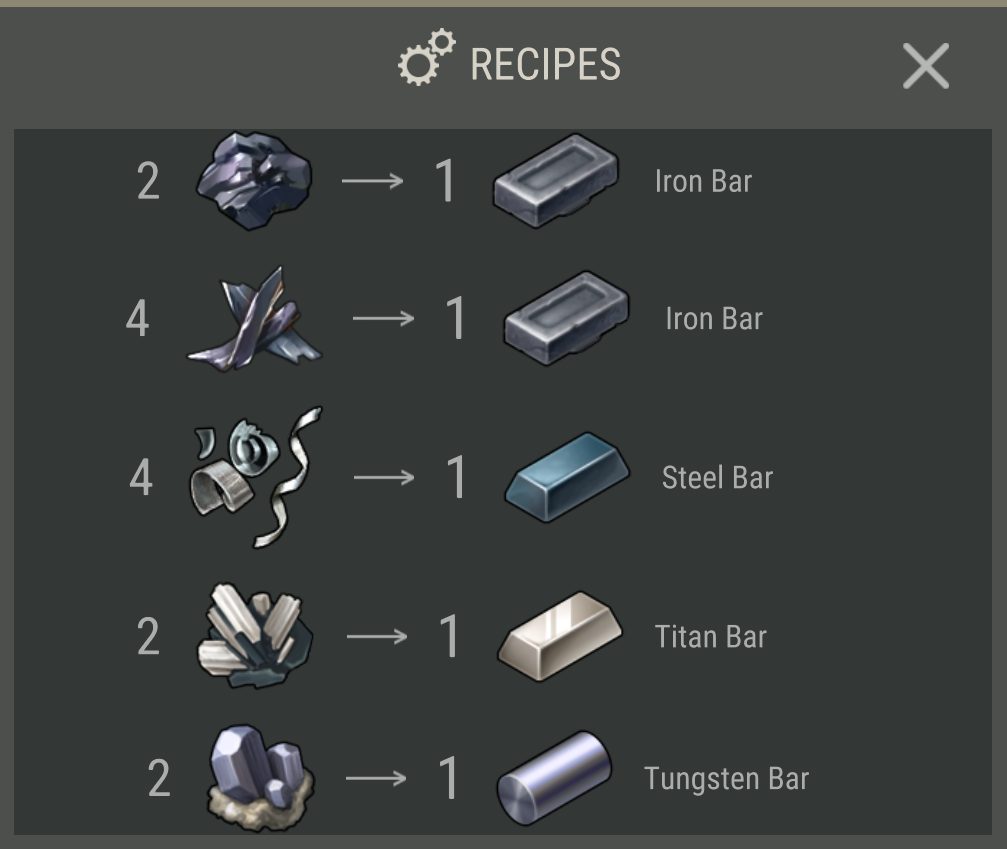 RECIPES
2 1 Iron Bar
4 1 Iron Bar
4 1 Steel Bar
2 1 Titan Bar
2 1 Tungsten Bar